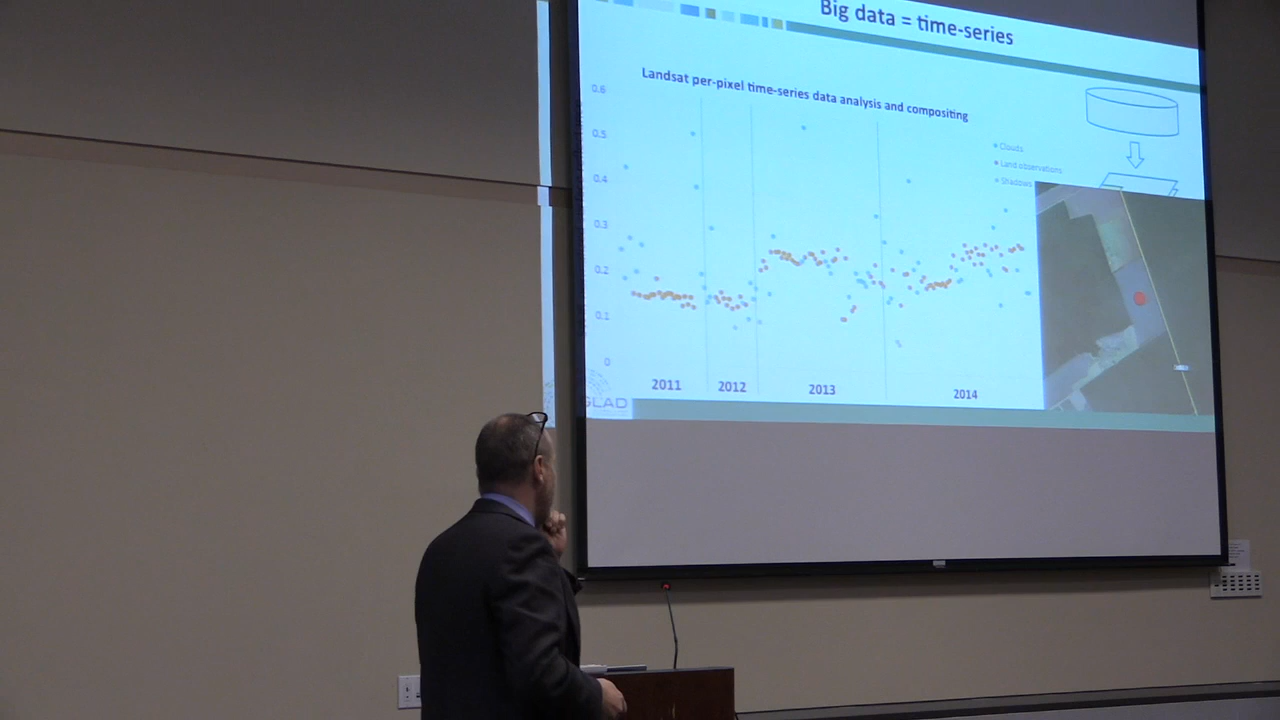 Big data = time-series
Landsat per-pixel time-series data analysis and compositing
0.6
0.5
0.4
0.3
0.2
0.1
0
Clouds
Land observations
Shadows
2011
2012
2013
2014
GLAD